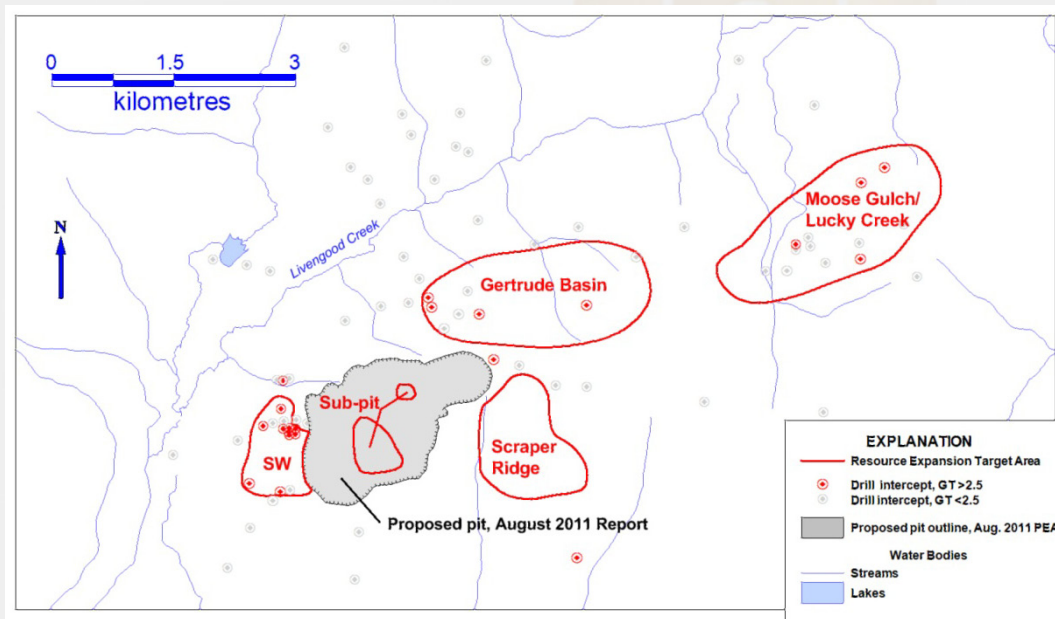 0 1.5 3
kilometres
N
Livengood Creek
Moose Gulch/
Lucky Creek
Gertrude Basin
Sub-pit
SW
Scraper
Ridge
Proposed pit, August 2011 Report
EXPLANATION
Resource Expansion Target Area
Drill intercept, GT >2.5
Drill intercept, GT <2.5
Proposed pit outline, Aug. 2011 PEA
Water Bodies
Streams
Lakes